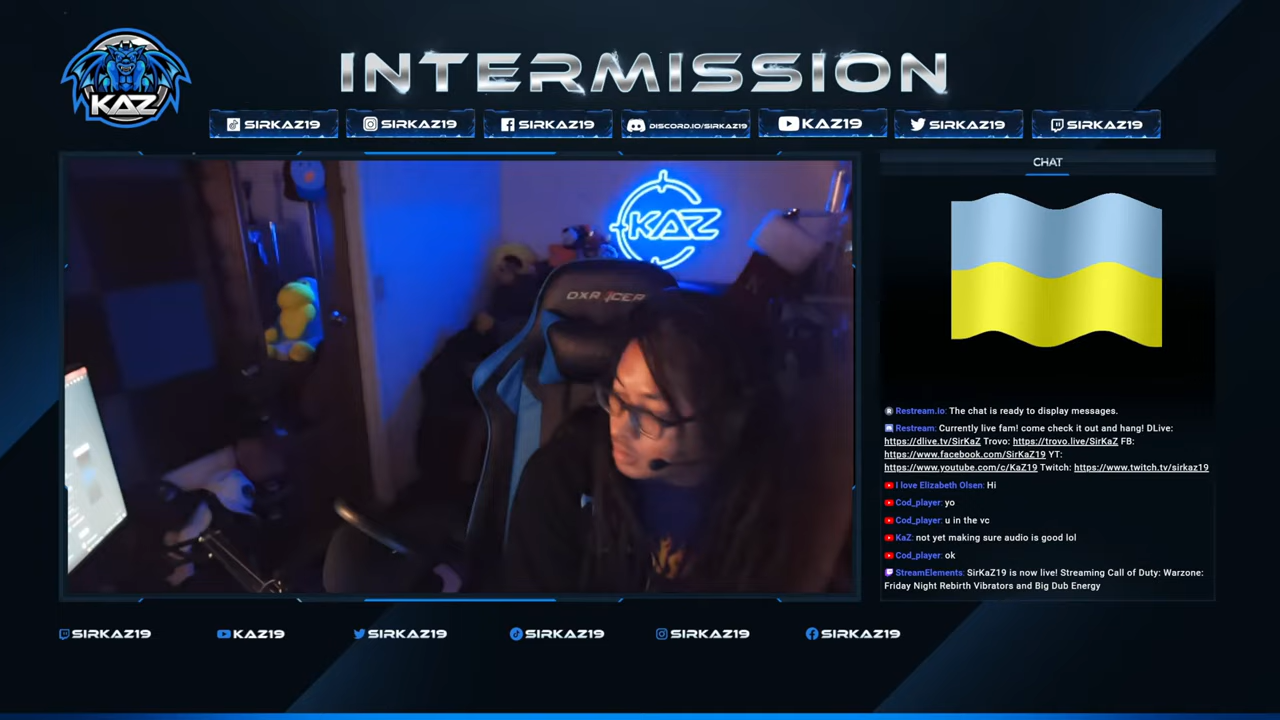 KAZ
INTERMISSION
SIRKAZ19
SIRKAZ19
SIRKAZ19
DISCORD.IO/SIRKAZ19
KAZ19
SIRKAZ19
SIRKAZ19
CHAT
KAZ
DXRACER
Restream.io: The chat is ready to display messages.
Restream: Currently live fam! come check it out and hang! DLive:
https://dlive.tv/SirKaZ Trovo: https://trovo.live/SirKaZ FB:
https://www.facebook.com/SirKaZ19 YT:
https://www.youtube.com/c/KaZ19 Twitch: https://www.twitch.tv/sirkaz19
I love Elizabeth Olsen: Hi
Cod_player: yo
Cod_player: u in the vc
KaZ: not yet making sure audio is good lol
Cod_player: ok
StreamElements: SirKaZ19 is now live! Streaming Call of Duty: Warzone:
Friday Night Rebirth Vibrators and Big Dub Energy
SIRKAZ19
KAZ19
SIRKAZ19
SIRKAZ19
SIRKAZ19
SIRKAZ19